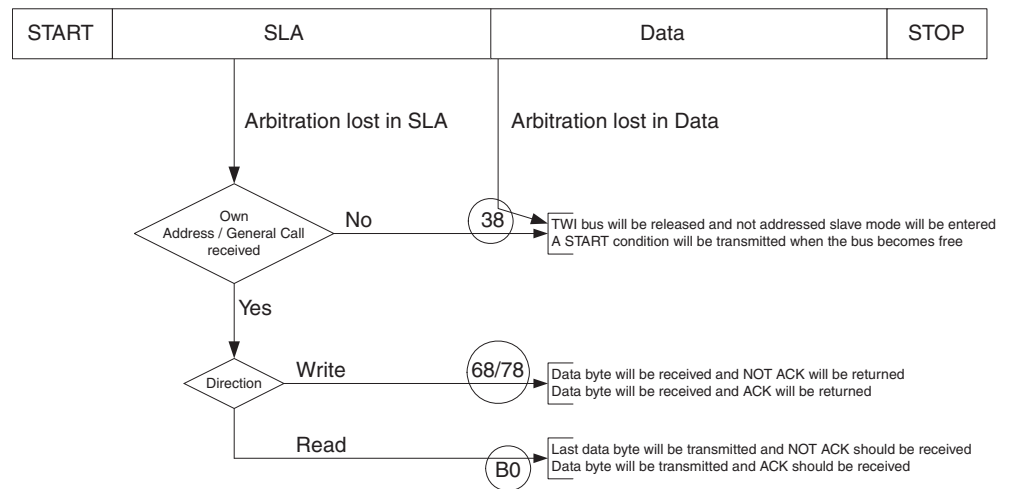 START SLA Data STOP
Arbitration lost in SLA Arbitration lost in Data
Own
Address / General Call
received
No
38
TWI bus will be released and not addressed slave mode will be entered
A START condition will be transmitted when the bus becomes free
Yes
Direction
Write
68/78
Data byte will be received and NOT ACK will be returned
Data byte will be received and ACK will be returned
Read
B0
Last data byte will be transmitted and NOT ACK should be received
Data byte will be transmitted and ACK should be received